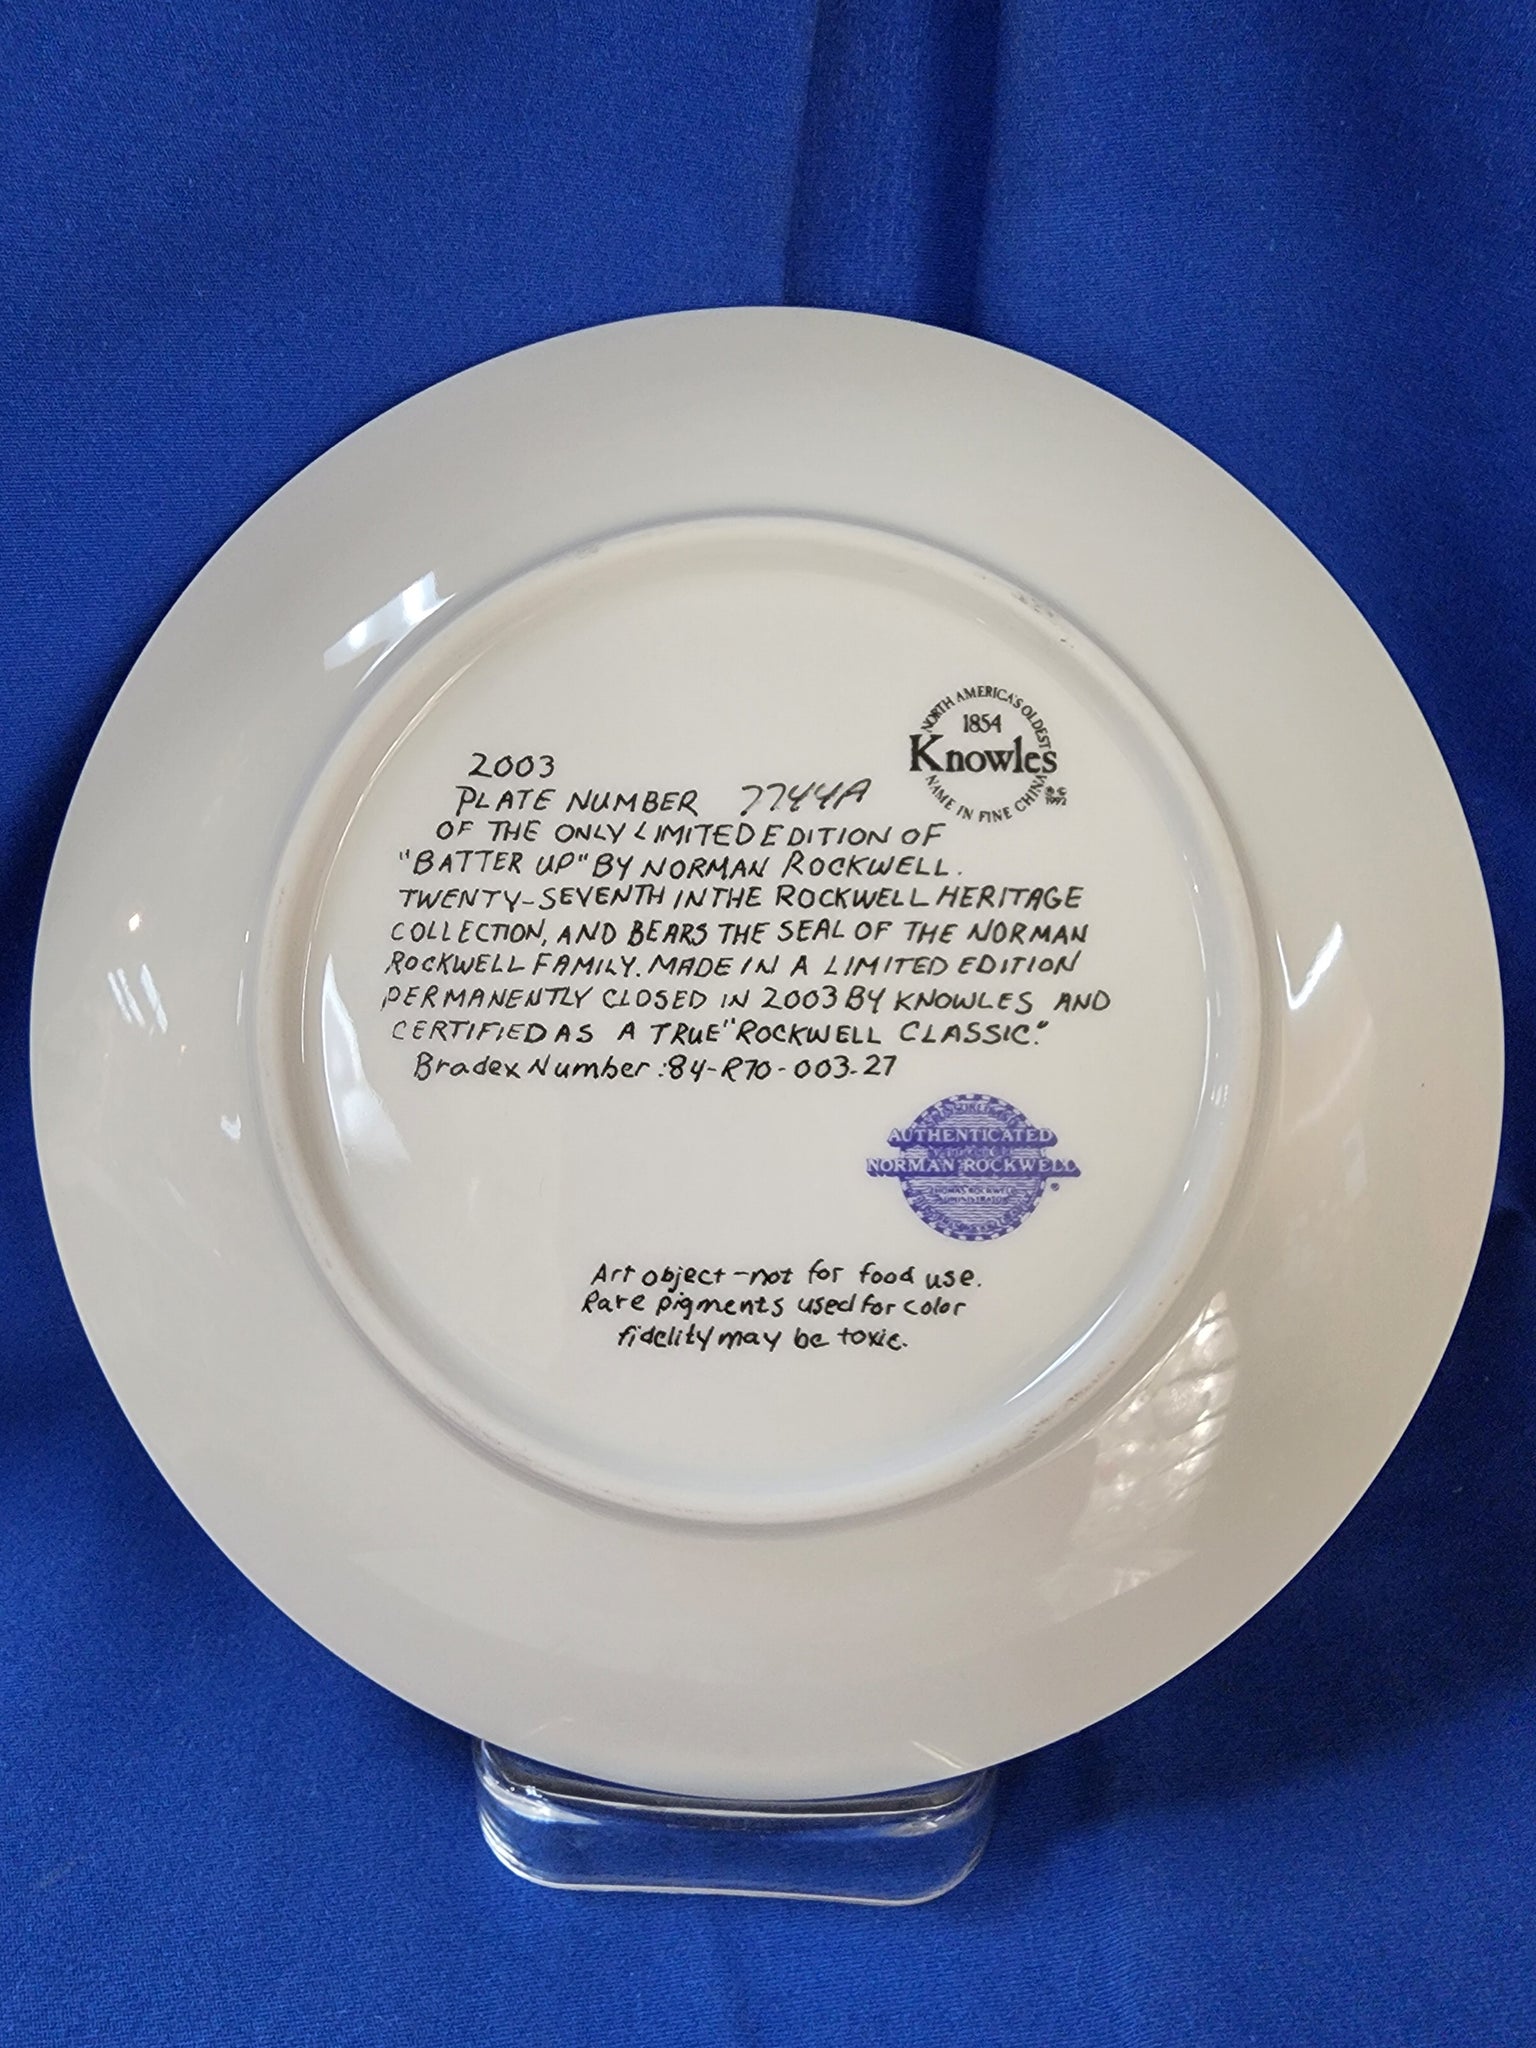 NORTH AMERICA'S OLDEST
1854
Knowles
NAME IN FINE CHINA
2003
PLATE NUMBER 7744A
OF THE ONLY LIMITED EDITION OF
"BATTER UP" BY NORMAN ROCKWELL.
TWENTY-SEVENTH IN THE ROCKWELL HERITAGE
COLLECTION, AND BEARS THE SEAL OF THE NORMAN
ROCKWELL FAMILY. MADE IN A LIMITED EDITION
PERMANENTLY CLOSED IN 2003 BY KNOWLES AND
CERTIFIED AS A TRUE "ROCKWELL CLASSIC."
Bradex Number: 84-R70-003.27
AUTHENTICATED
NORMAN ROCKWELL
THOMAS ROCKWELL
ADMINISTRATOR
®
Art object - not for food use.
Rare pigments used for color
fidelity may be toxic.